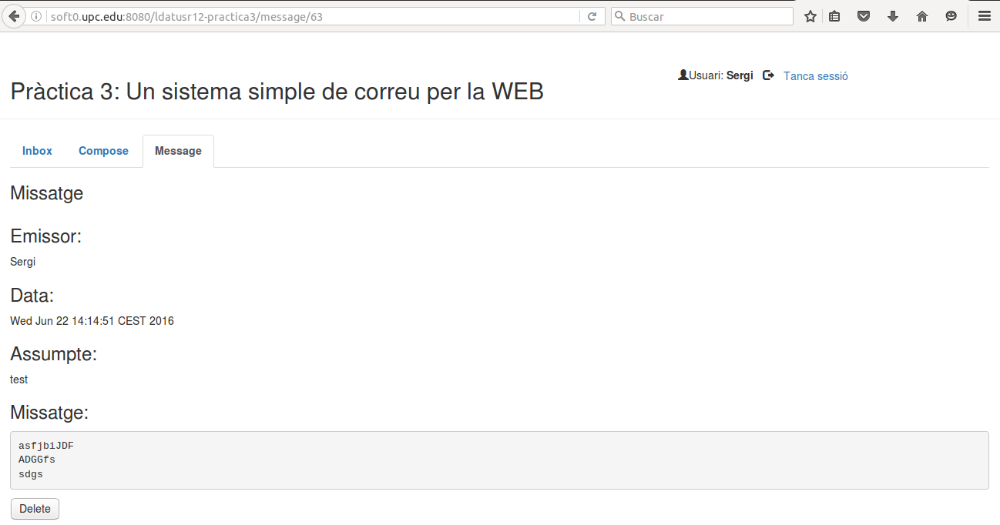 soft0.upc.edu:8080/ldatusr12-practica3/message/63
Buscar
Usuari: Sergi Tanca sessió
Pràctica 3: Un sistema simple de correu per la WEB
Inbox Compose Message
Missatge
Emissor:
Sergi
Data:
Wed Jun 22 14:14:51 CEST 2016
Assumpte:
test
Missatge:
asfjbiJDF
ADGGfs
sdgs
Delete